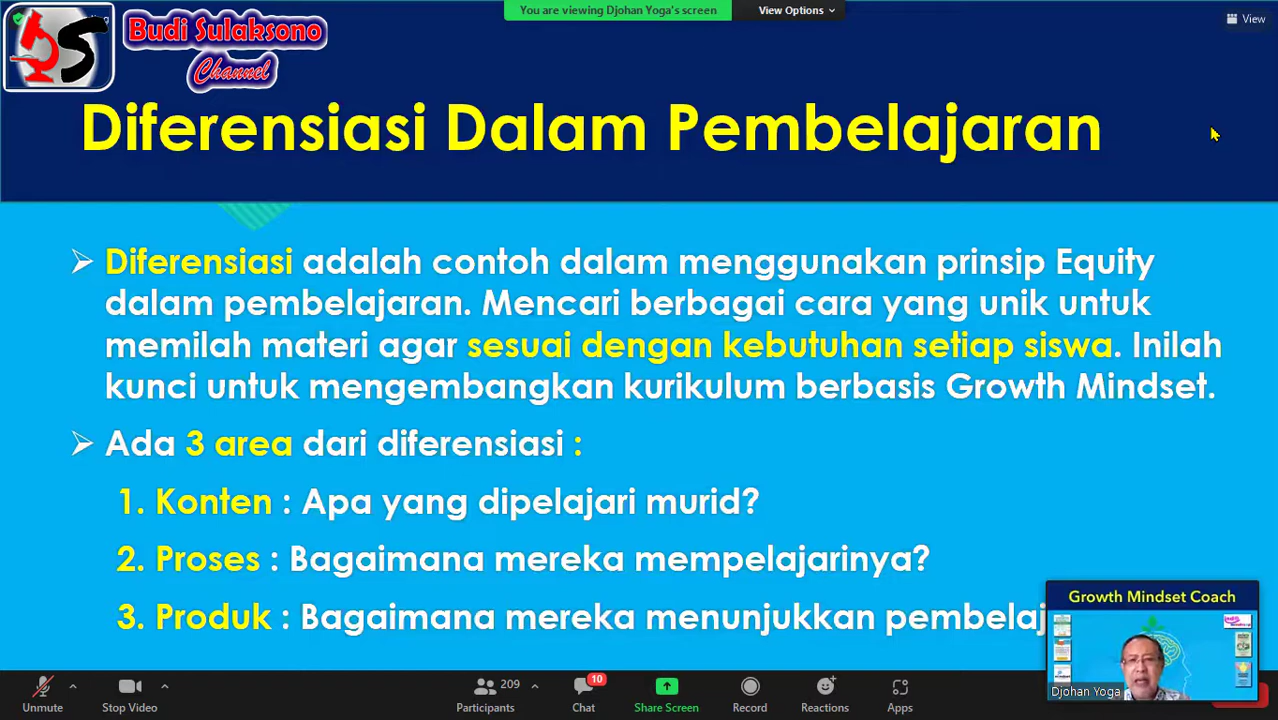 You are viewing Djohan Yoga's screen
View Options
View
Budi Sulaksono
Channel
Diferensiasi Dalam Pembelajaran
➢ Diferensiasi adalah contoh dalam menggunakan prinsip Equity
dalam pembelajaran. Mencari berbagai cara yang unik untuk
memilah materi agar sesuai dengan kebutuhan setiap siswa. Inilah
kunci untuk mengembangkan kurikulum berbasis Growth Mindset.
➢ Ada 3 area dari diferensiasi :
1. Konten : Apa yang dipelajari murid?
2. Proses : Bagaimana mereka mempelajarinya?
3. Produk : Bagaimana mereka menunjukkan pembelaj
Growth Mindset Coach
Djohan Yoga
Unmute
Stop Video
209
Participants
10
Chat
Share Screen
Record
Reactions
Apps